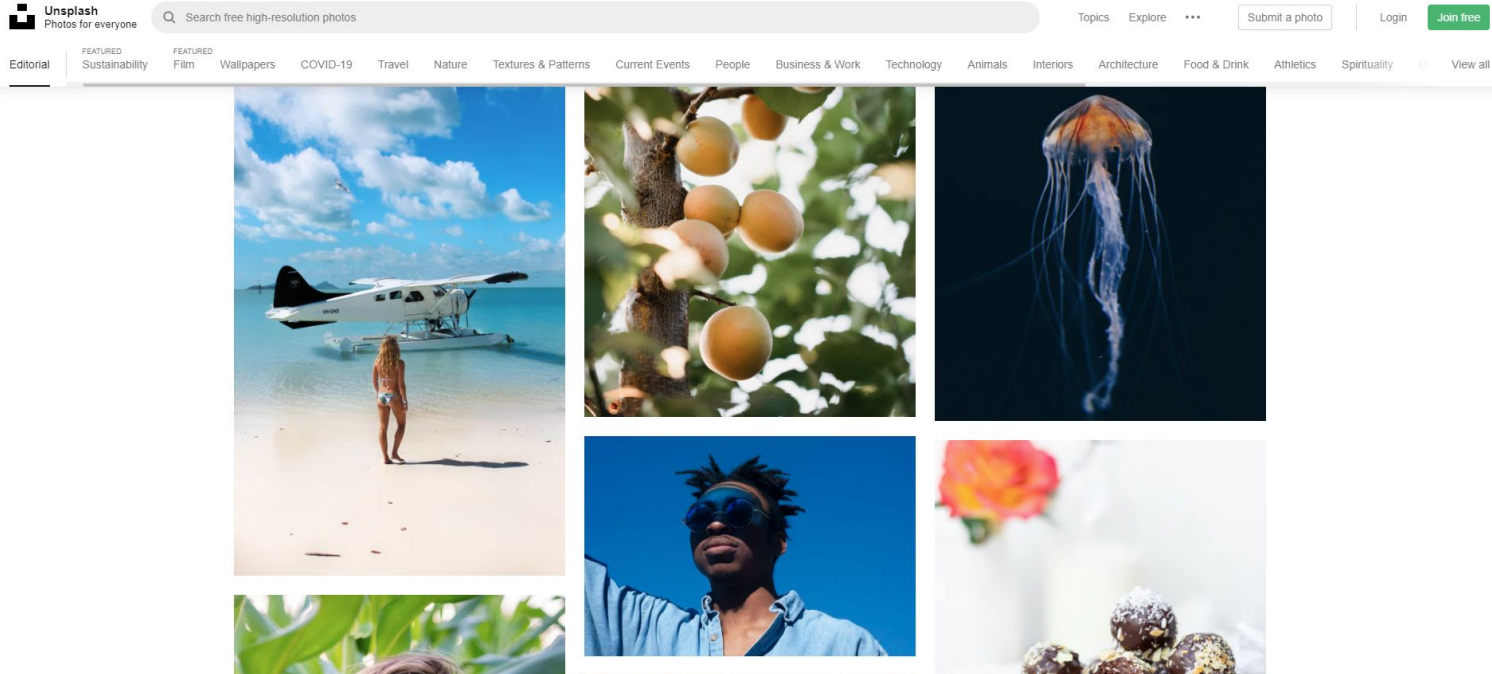 Unsplash
Photos for everyone
Search free high-resolution photos
Topics
Explore
Submit a photo
Login
Join free
Editorial
FEATURED
Sustainability
FEATURED
Film
Wallpapers
COVID-19
Travel
Nature
Textures & Patterns
Current Events
People
Business & Work
Technology
Animals
Interiors
Architecture
Food & Drink
Athletics
Spirituality
View all